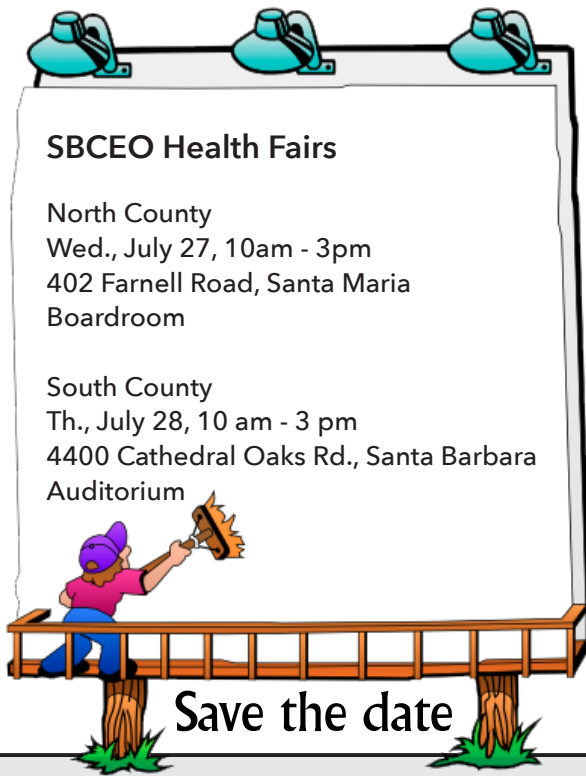 SBCEO Health Fairs
North County
Wed., July 27, 10am - 3pm
402 Farnell Road, Santa Maria
Boardroom
South County
Th., July 28, 10 am - 3 pm
4400 Cathedral Oaks Rd., Santa Barbara
Auditorium
Save the date